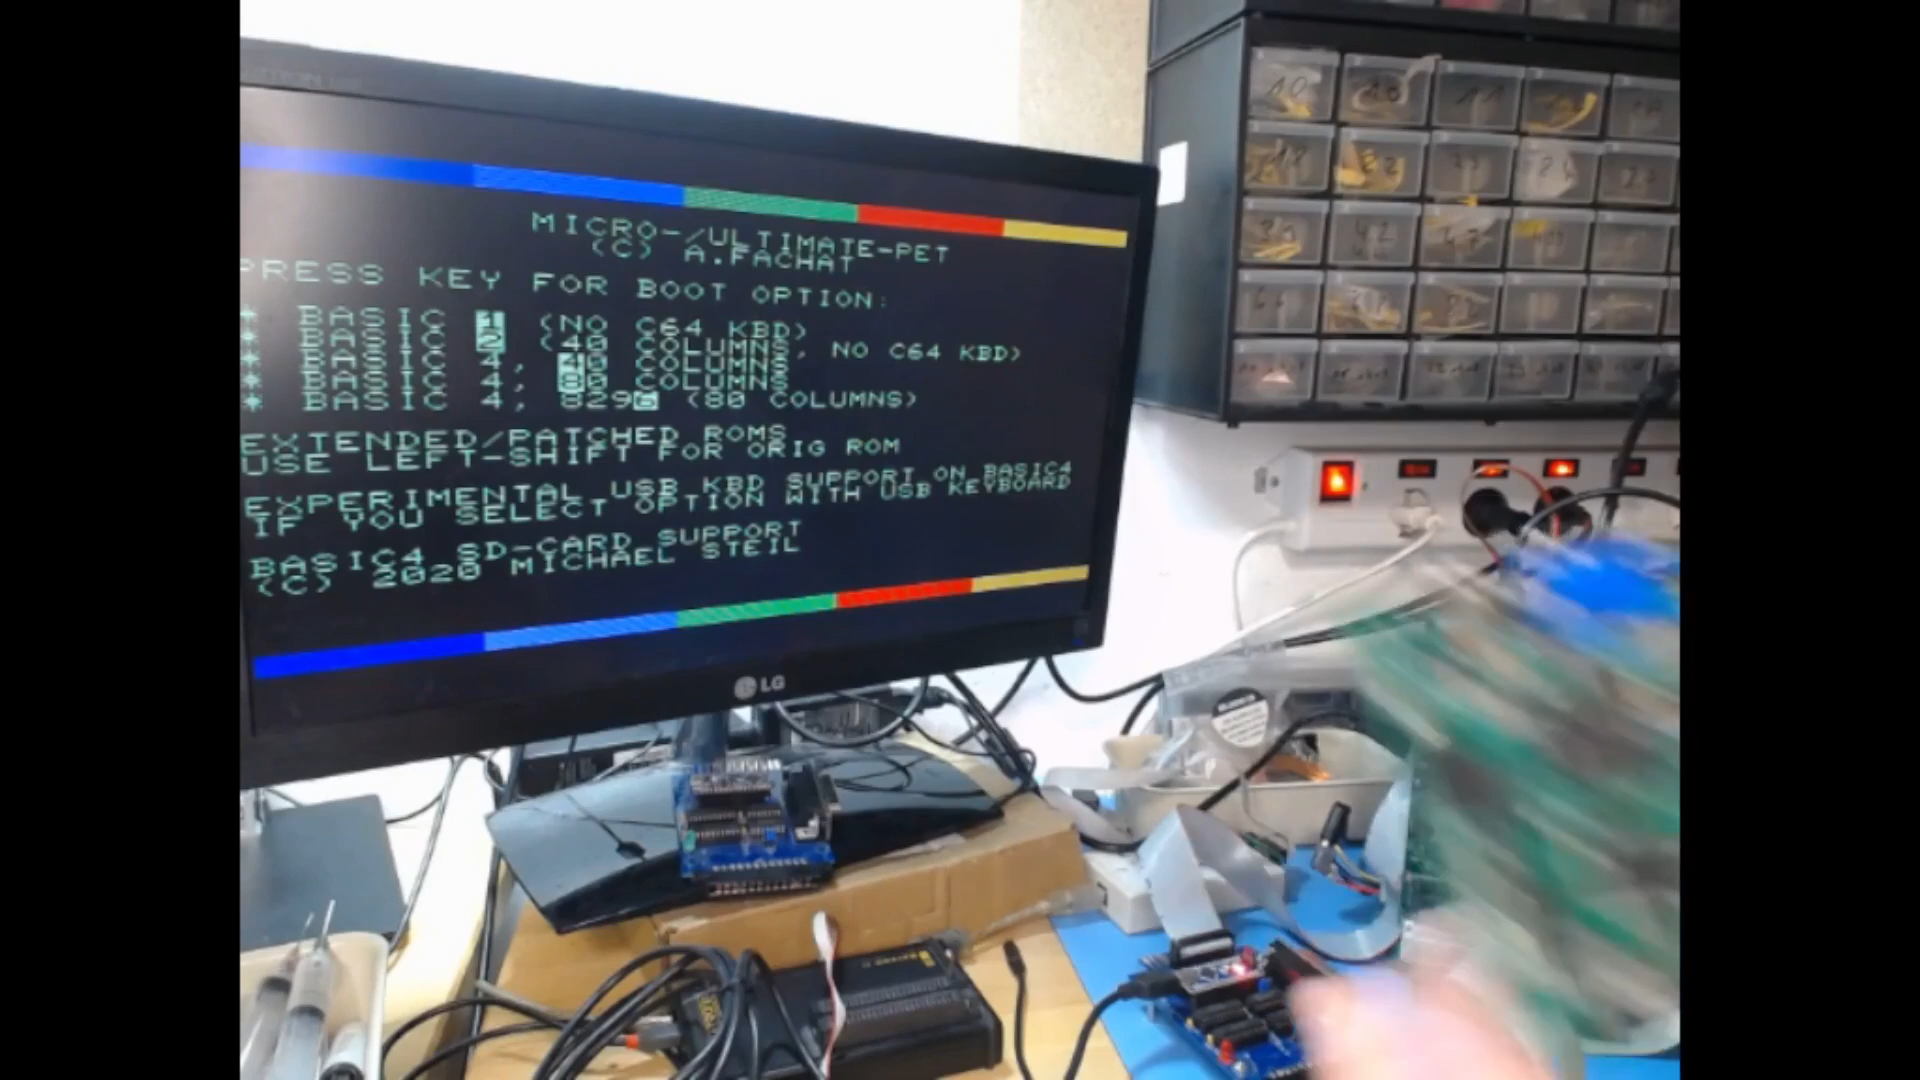 MICRO-/ULTIMATE-PET
(C) A.FACHAT
PRESS KEY FOR BOOT OPTION:
* BASIC 1 (NO C64 KBD)
* BASIC 2 (40 COLUMNS, NO C64 KBD)
* BASIC 4, 40 COLUMNS
* BASIC 4, 80 COLUMNS
* BASIC 4, 8296 (80 COLUMNS)
EXTENDED/PATCHED ROMS
USE LEFT-SHIFT FOR ORIG ROM
EXPERIMENTAL USB KBD SUPPORT ON BASIC4
IF YOU SELECT OPTION WITH USB KEYBOARD
BASIC4 SD-CARD SUPPORT
(C) 2020 MICHAEL STEIL
LG